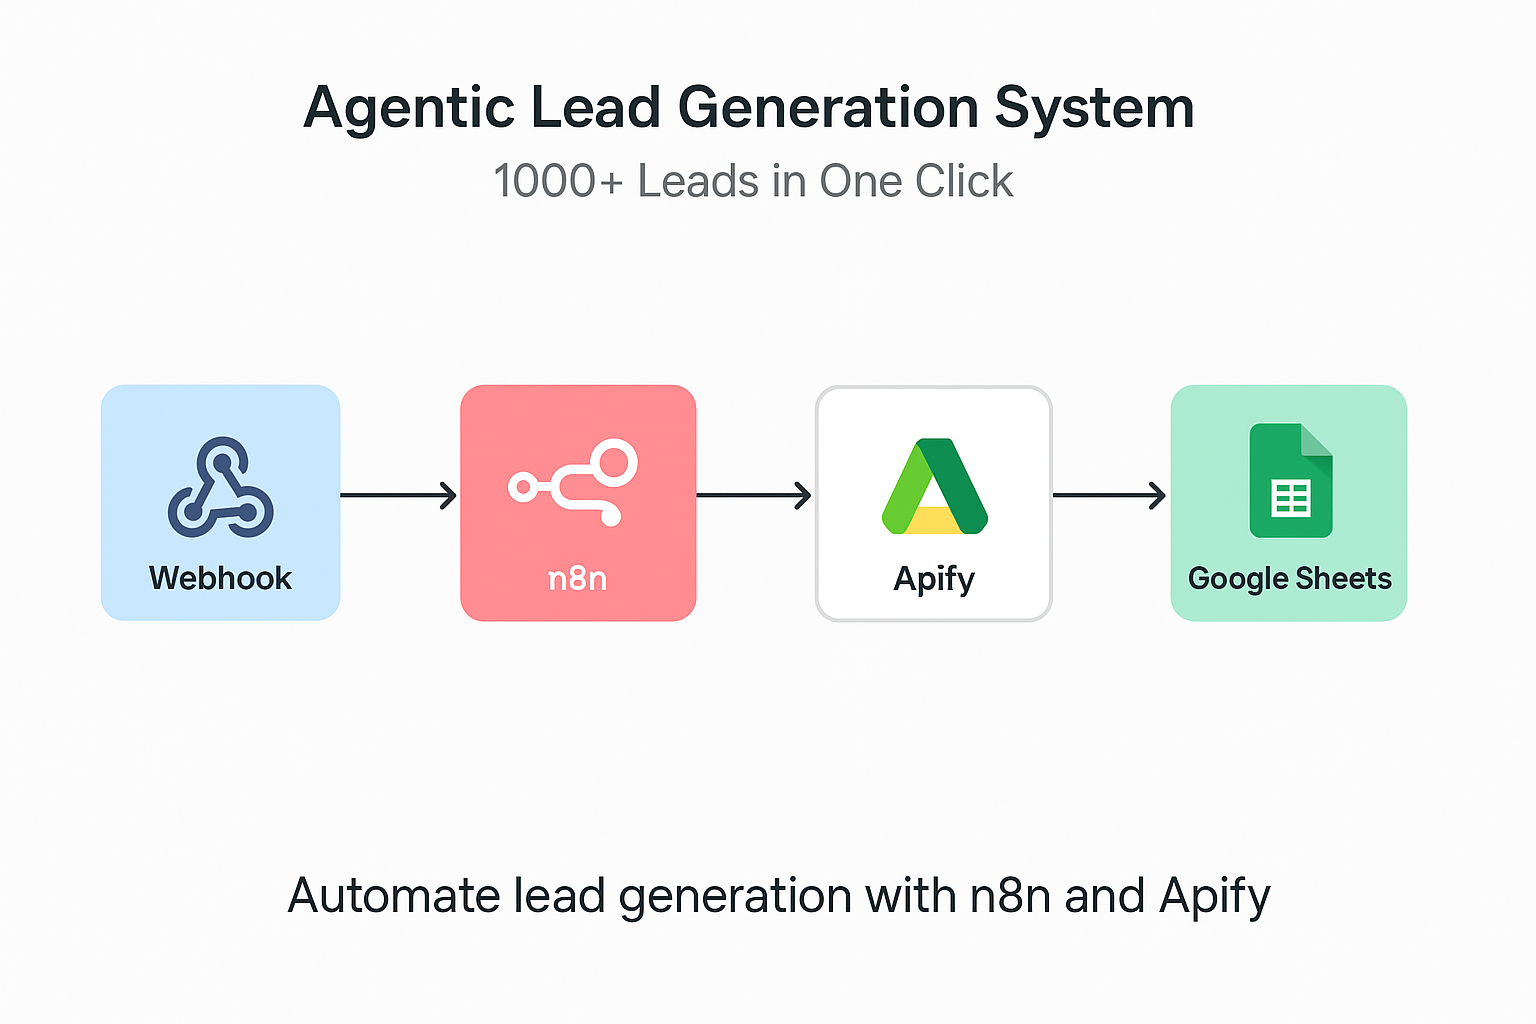 Agentic Lead Generation System
1000+ Leads in One Click
Webhook
n8n
Apify
Google Sheets
Automate lead generation with n8n and Apify